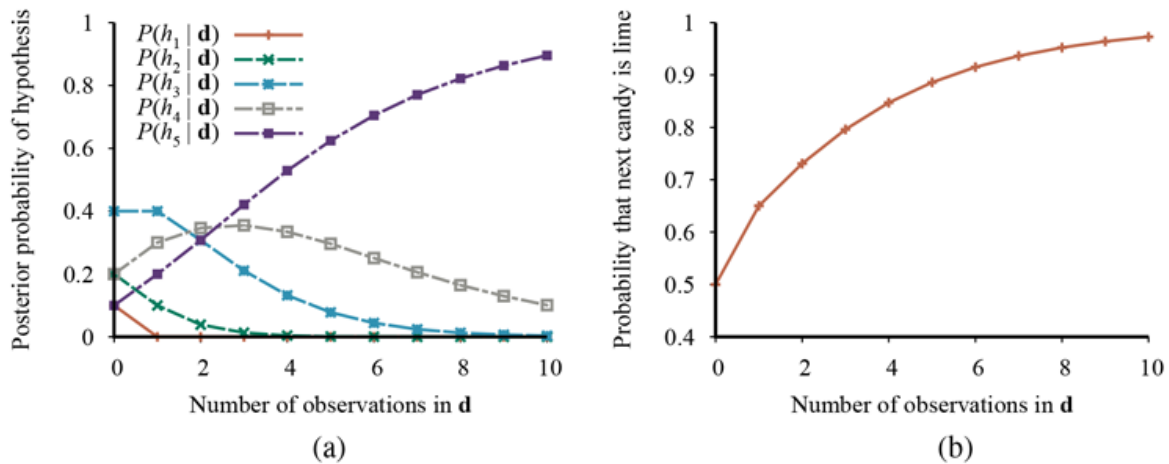 Posterior probability of hypothesis
1
0.8
0.6
0.4
0.2
0
P(h₁ | d)
P(h₂ | d)
P(h₃ | d)
P(h₄ | d)
P(h₅ | d)
0 2 4 6 8 10
Number of observations in d
(a)
Probability that next candy is lime
1
0.9
0.8
0.7
0.6
0.5
0.4
0 2 4 6 8 10
Number of observations in d
(b)